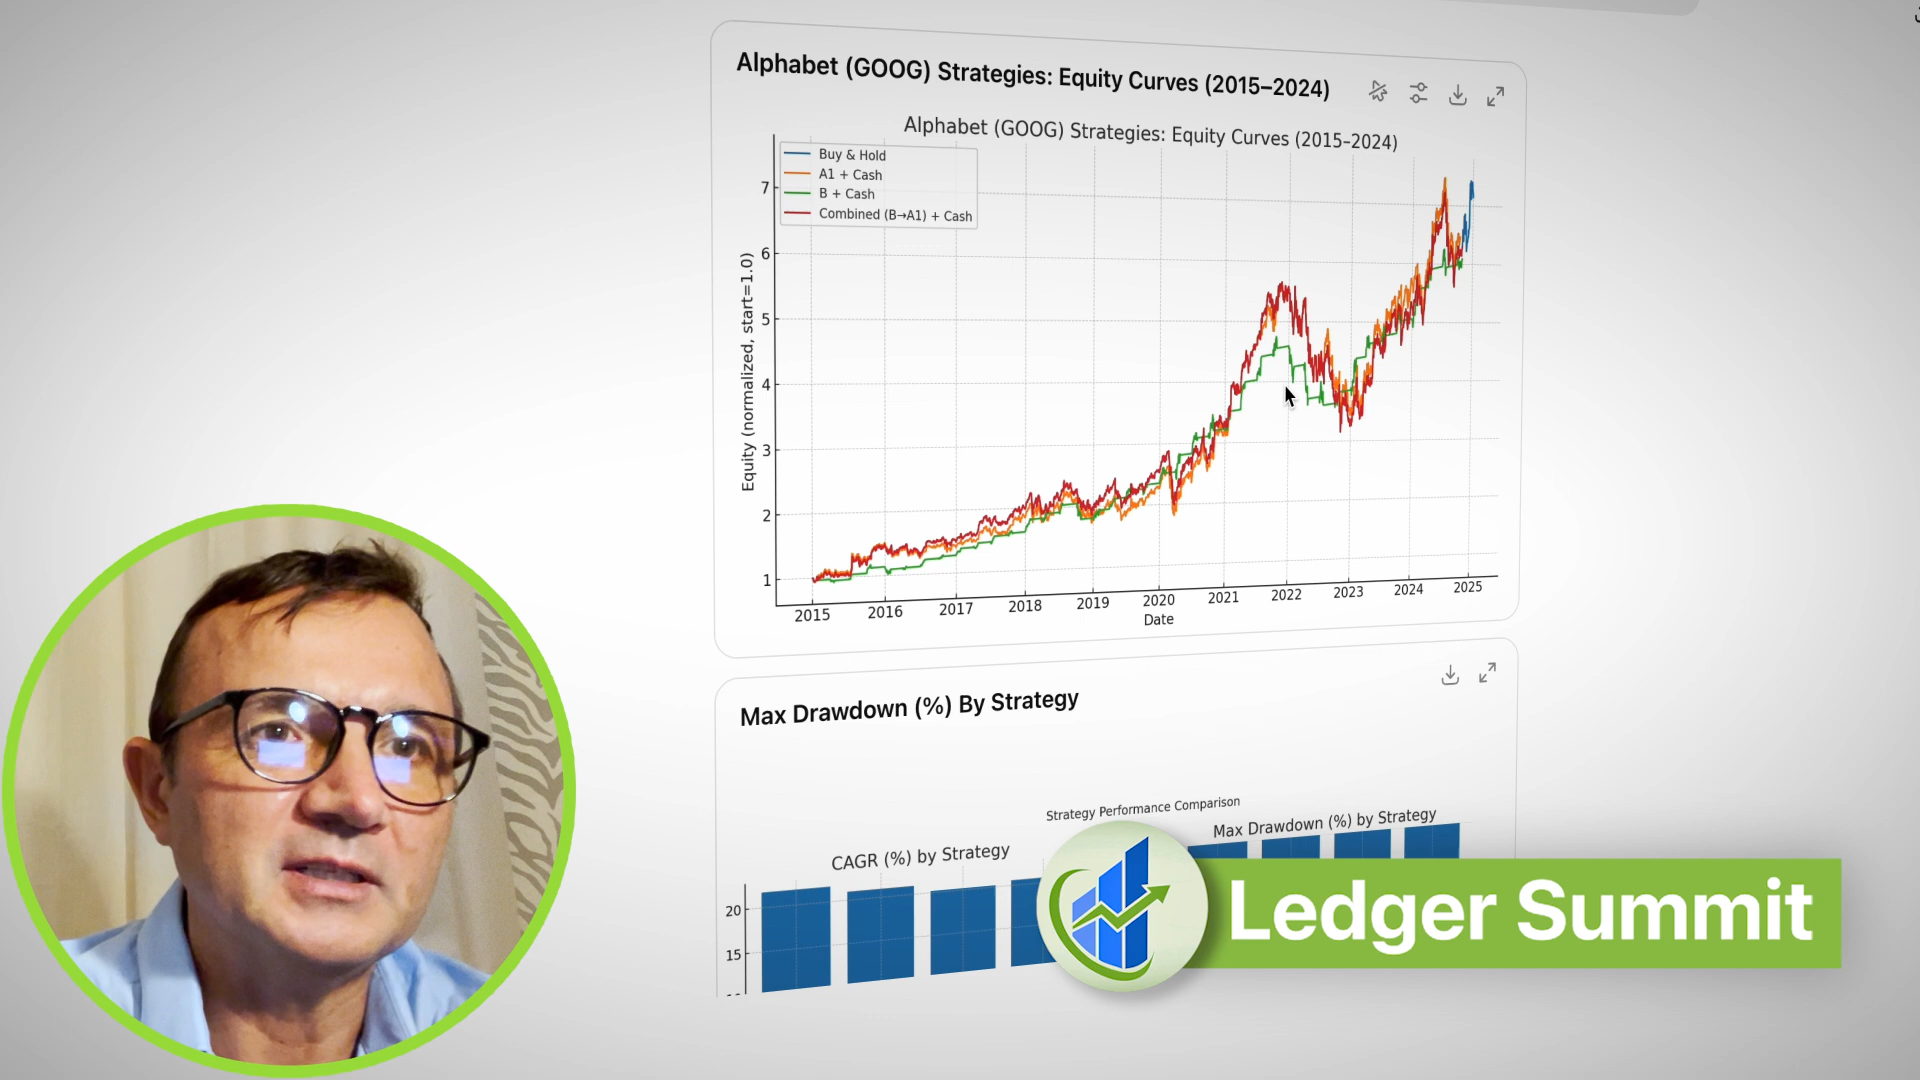 Alphabet (GOOG) Strategies: Equity Curves (2015–2024)
Alphabet (GOOG) Strategies: Equity Curves (2015–2024)
Buy & Hold
A1 + Cash
B + Cash
Combined (B→A1) + Cash
7
6
5
4
3
2
1
Equity (normalized, start=1.0)
2015 2016 2017 2018 2019 2020 2021 2022 2023 2024 2025
Date
Max Drawdown (%) By Strategy
Strategy Performance Comparison
CAGR (%) by Strategy
Max Drawdown (%) by Strategy
20
15
Ledger Summit